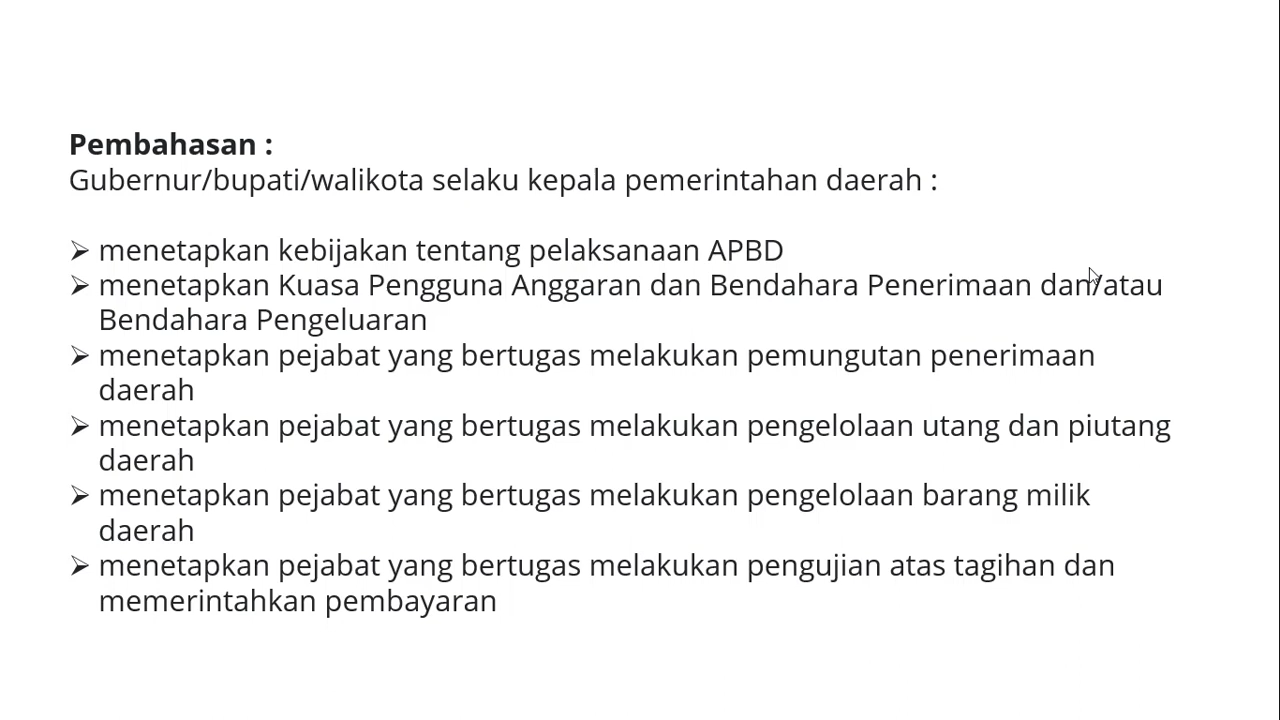 Pembahasan :
Gubernur/bupati/walikota selaku kepala pemerintahan daerah :
➢ menetapkan kebijakan tentang pelaksanaan APBD
➢ menetapkan Kuasa Pengguna Anggaran dan Bendahara Penerimaan dan/atau
Bendahara Pengeluaran
➢ menetapkan pejabat yang bertugas melakukan pemungutan penerimaan
daerah
➢ menetapkan pejabat yang bertugas melakukan pengelolaan utang dan piutang
daerah
➢ menetapkan pejabat yang bertugas melakukan pengelolaan barang milik
daerah
➢ menetapkan pejabat yang bertugas melakukan pengujian atas tagihan dan
memerintahkan pembayaran